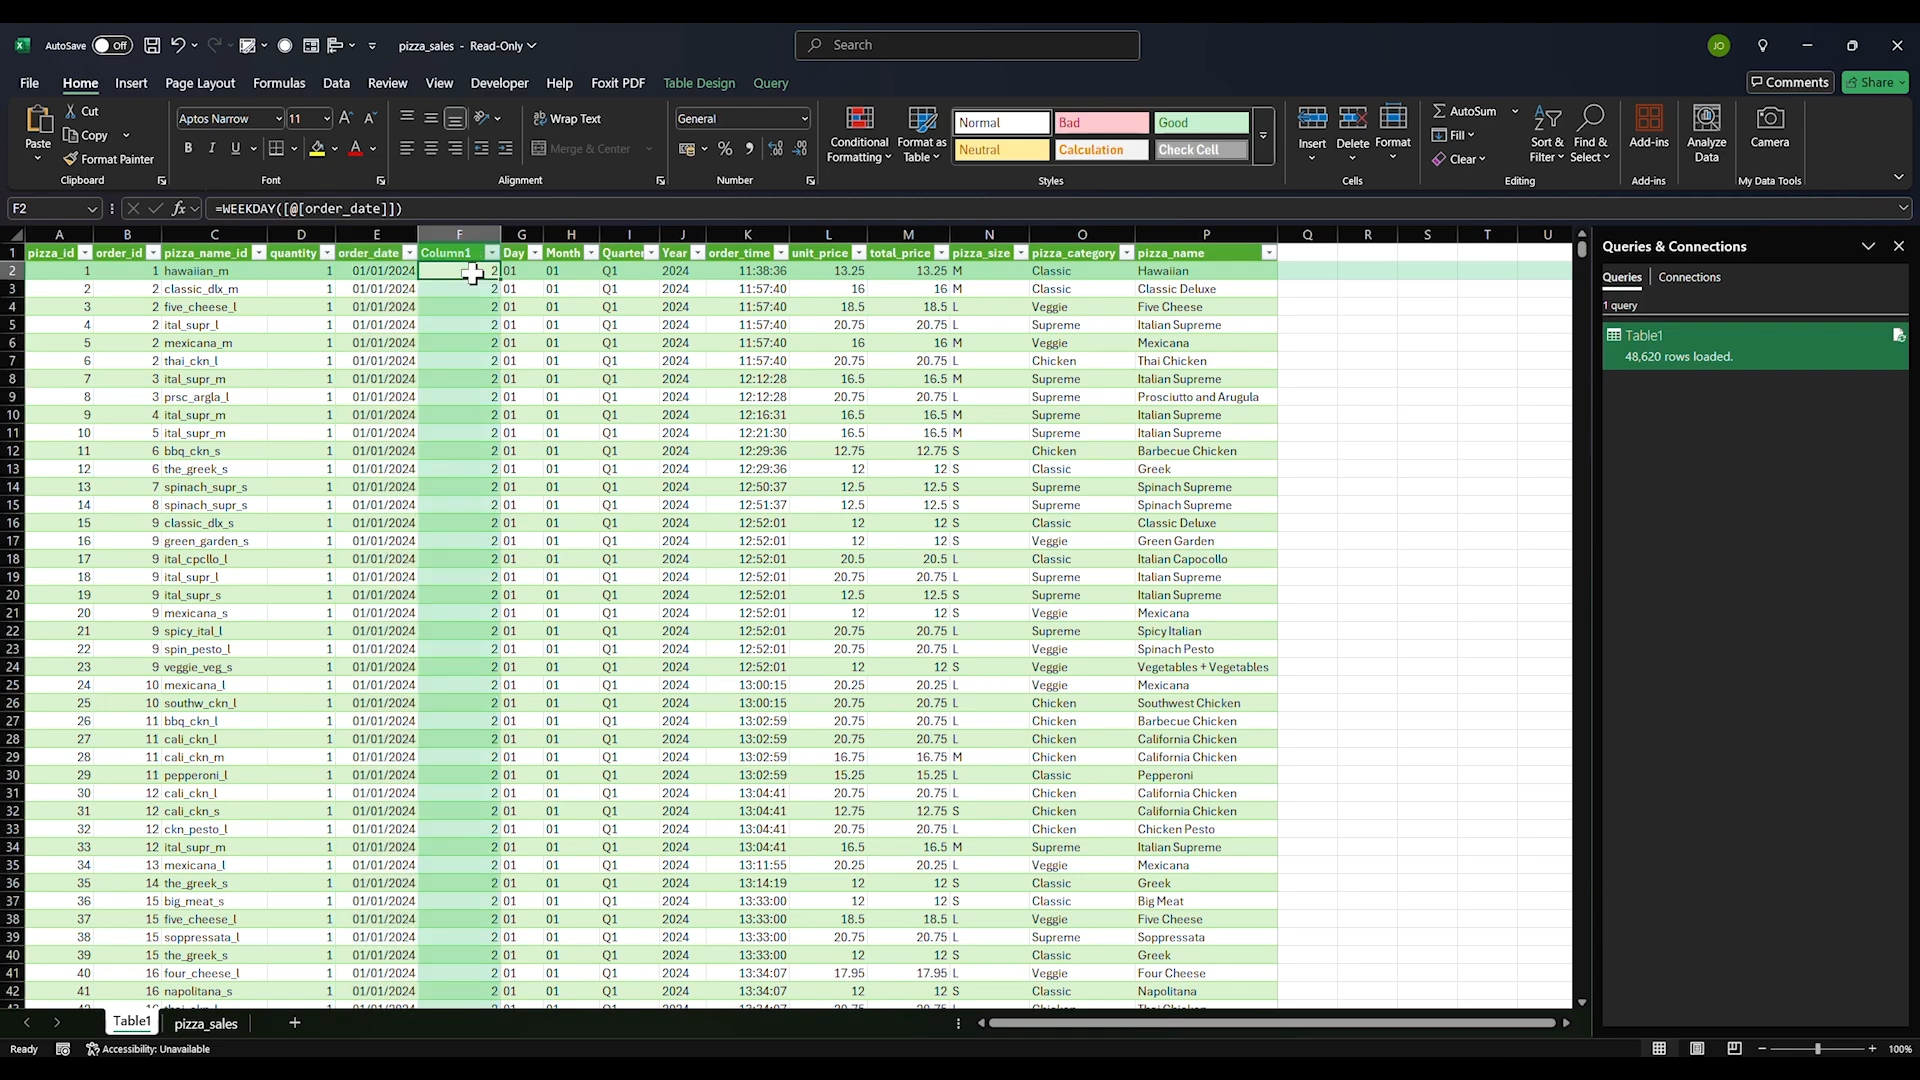 AutoSave Off pizza_sales - Read-Only Search JO
File Home Insert Page Layout Formulas Data Review View Developer Help Foxit PDF Table Design Query Comments Share
Paste Cut Copy Format Painter Clipboard
Aptos Narrow 11 B I U A Font
Wrap Text Merge & Center Alignment
General % Number
Conditional Formatting Format as Table Normal Bad Good Neutral Calculation Check Cell Styles
Insert Delete Format Cells
AutoSum Fill Clear Sort & Filter Find & Select Editing
Add-ins Add-ins Analyze Data Camera My Data Tools
F2 fx =WEEKDAY([@[order_date]])
A B C D E F G H I J K L M N O P Q R S T U
1 pizza_id order_id pizza_name_id quantity order_date Column1 Day Month Quarter Year order_time unit_price total_price pizza_size pizza_category pizza_name
2 1 1 hawaiian_m 1 01/01/2024 2 01 01 Q1 2024 11:38:36 13.25 13.25 M Classic Hawaiian
3 2 2 classic_dlx_m 1 01/01/2024 2 01 01 Q1 2024 11:57:40 16 16 M Classic Classic Deluxe
4 3 2 five_cheese_l 1 01/01/2024 2 01 01 Q1 2024 11:57:40 18.5 18.5 L Veggie Five Cheese
5 4 2 ital_supr_l 1 01/01/2024 2 01 01 Q1 2024 11:57:40 20.75 20.75 L Supreme Italian Supreme
6 5 2 mexicana_m 1 01/01/2024 2 01 01 Q1 2024 11:57:40 16 16 M Veggie Mexicana
7 6 2 thai_ckn_l 1 01/01/2024 2 01 01 Q1 2024 11:57:40 20.75 20.75 L Chicken Thai Chicken
8 7 3 ital_supr_m 1 01/01/2024 2 01 01 Q1 2024 12:12:28 16.5 16.5 M Supreme Italian Supreme
9 8 3 prsc_argla_l 1 01/01/2024 2 01 01 Q1 2024 12:12:28 20.75 20.75 L Supreme Prosciutto and Arugula
10 9 4 ital_supr_m 1 01/01/2024 2 01 01 Q1 2024 12:16:31 16.5 16.5 M Supreme Italian Supreme
11 10 5 ital_supr_m 1 01/01/2024 2 01 01 Q1 2024 12:21:30 16.5 16.5 M Supreme Italian Supreme
12 11 6 bbq_ckn_s 1 01/01/2024 2 01 01 Q1 2024 12:29:36 12.75 12.75 S Chicken Barbecue Chicken
13 12 6 the_greek_s 1 01/01/2024 2 01 01 Q1 2024 12:29:36 12 12 S Classic Greek
14 13 7 spinach_supr_s 1 01/01/2024 2 01 01 Q1 2024 12:50:37 12.5 12.5 S Supreme Spinach Supreme
15 14 8 spinach_supr_s 1 01/01/2024 2 01 01 Q1 2024 12:51:37 12.5 12.5 S Supreme Spinach Supreme
16 15 9 classic_dlx_s 1 01/01/2024 2 01 01 Q1 2024 12:52:01 12 12 S Classic Classic Deluxe
17 16 9 green_garden_s 1 01/01/2024 2 01 01 Q1 2024 12:52:01 12 12 S Veggie Green Garden
18 17 9 ital_cpcllo_l 1 01/01/2024 2 01 01 Q1 2024 12:52:01 20.5 20.5 L Classic Italian Capocollo
19 18 9 ital_supr_l 1 01/01/2024 2 01 01 Q1 2024 12:52:01 20.75 20.75 L Supreme Italian Supreme
20 19 9 ital_supr_s 1 01/01/2024 2 01 01 Q1 2024 12:52:01 12.5 12.5 S Supreme Italian Supreme
21 20 9 mexicana_s 1 01/01/2024 2 01 01 Q1 2024 12:52:01 12 12 S Veggie Mexicana
22 21 9 spicy_ital_l 1 01/01/2024 2 01 01 Q1 2024 12:52:01 20.75 20.75 L Supreme Spicy Italian
23 22 9 spin_pesto_l 1 01/01/2024 2 01 01 Q1 2024 12:52:01 20.75 20.75 L Veggie Spinach Pesto
24 23 9 veggie_veg_s 1 01/01/2024 2 01 01 Q1 2024 12:52:01 12 12 S Veggie Vegetables + Vegetables
25 24 10 mexicana_l 1 01/01/2024 2 01 01 Q1 2024 13:00:15 20.25 20.25 L Veggie Mexicana
26 25 10 southw_ckn_l 1 01/01/2024 2 01 01 Q1 2024 13:00:15 20.75 20.75 L Chicken Southwest Chicken
27 26 11 bbq_ckn_l 1 01/01/2024 2 01 01 Q1 2024 13:02:59 20.75 20.75 L Chicken Barbecue Chicken
28 27 11 cali_ckn_l 1 01/01/2024 2 01 01 Q1 2024 13:02:59 20.75 20.75 L Chicken California Chicken
29 28 11 cali_ckn_m 1 01/01/2024 2 01 01 Q1 2024 13:02:59 16.75 16.75 M Chicken California Chicken
30 29 11 pepperoni_l 1 01/01/2024 2 01 01 Q1 2024 13:02:59 15.25 15.25 L Classic Pepperoni
31 30 12 cali_ckn_l 1 01/01/2024 2 01 01 Q1 2024 13:04:41 20.75 20.75 L Chicken California Chicken
32 31 12 cali_ckn_s 1 01/01/2024 2 01 01 Q1 2024 13:04:41 12.75 12.75 S Chicken California Chicken
33 32 12 ckn_pesto_l 1 01/01/2024 2 01 01 Q1 2024 13:04:41 20.75 20.75 L Chicken Chicken Pesto
34 33 12 ital_supr_m 1 01/01/2024 2 01 01 Q1 2024 13:04:41 16.5 16.5 M Supreme Italian Supreme
35 34 13 mexicana_l 1 01/01/2024 2 01 01 Q1 2024 13:11:55 20.25 20.25 L Veggie Mexicana
36 35 14 the_greek_s 1 01/01/2024 2 01 01 Q1 2024 13:14:19 12 12 S Classic Greek
37 36 15 big_meat_s 1 01/01/2024 2 01 01 Q1 2024 13:33:00 12 12 S Classic Big Meat
38 37 15 five_cheese_l 1 01/01/2024 2 01 01 Q1 2024 13:33:00 18.5 18.5 L Veggie Five Cheese
39 38 15 soppressata_l 1 01/01/2024 2 01 01 Q1 2024 13:33:00 20.75 20.75 L Supreme Soppressata
40 39 15 the_greek_s 1 01/01/2024 2 01 01 Q1 2024 13:33:00 12 12 S Classic Greek
41 40 16 four_cheese_l 1 01/01/2024 2 01 01 Q1 2024 13:34:07 17.95 17.95 L Veggie Four Cheese
42 41 16 napolitana_s 1 01/01/2024 2 01 01 Q1 2024 13:34:07 12 12 S Classic Napolitana
Queries & Connections
Queries Connections
1 query
Table1
48,620 rows loaded.
Table1 pizza_sales
Ready Accessibility: Unavailable 100%